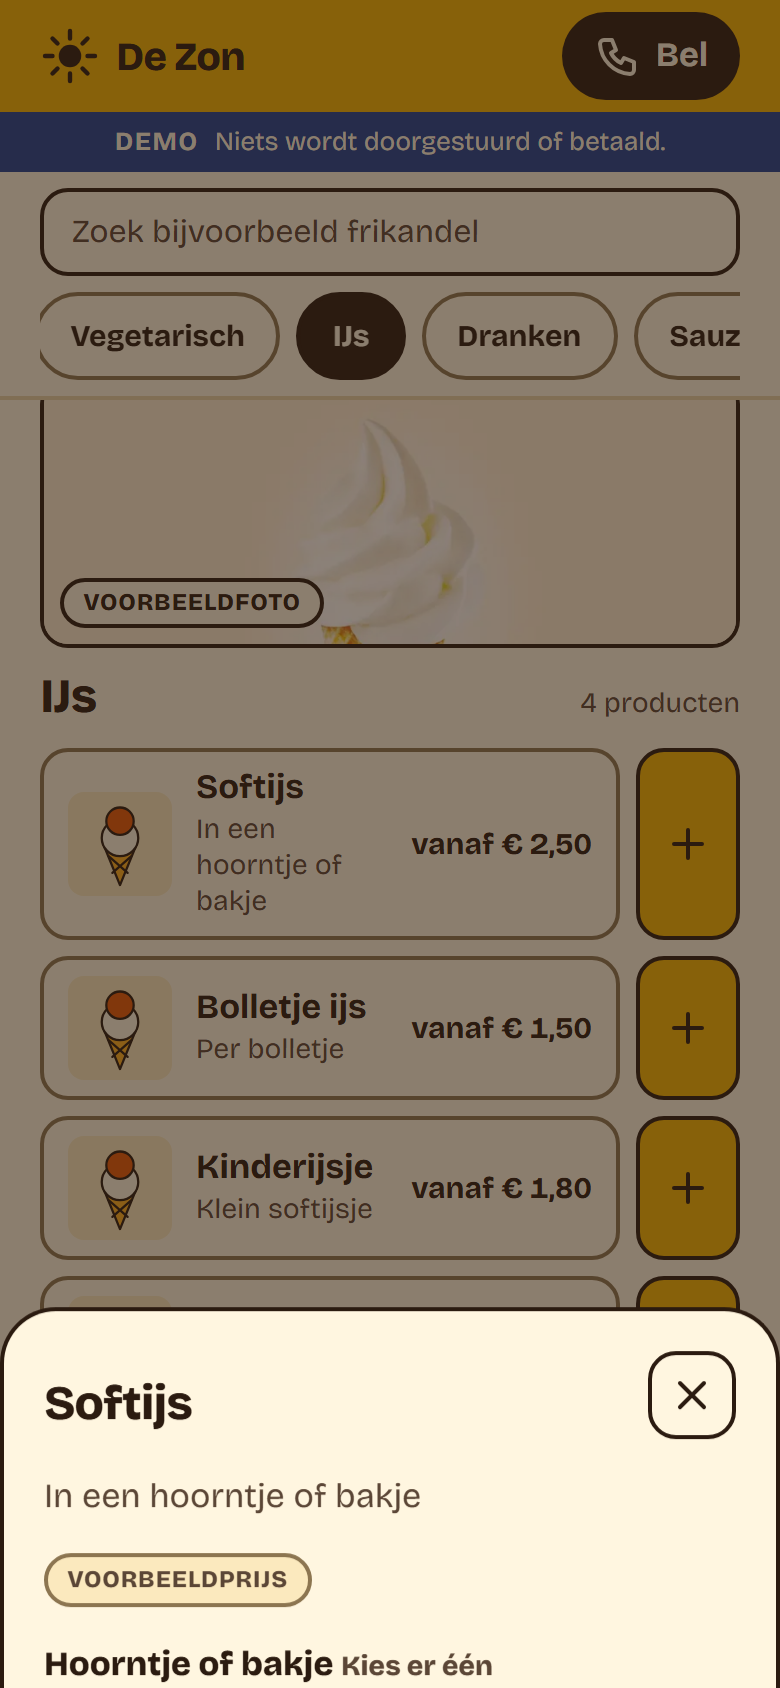 De Zon
Bel
DEMO Niets wordt doorgestuurd of betaald.
Zoek bijvoorbeeld frikandel
Vegetarisch
IJs
Dranken
Sauz
VOORBEELDFOTO
IJs
4 producten
Softijs
In een
hoorntje of
bakje
vanaf € 2,50
Bolletje ijs
Per bolletje
vanaf € 1,50
Kinderijsje
Klein softijsje
vanaf € 1,80
Softijs
In een hoorntje of bakje
VOORBEELDPRIJS
Hoorntje of bakje Kies er één